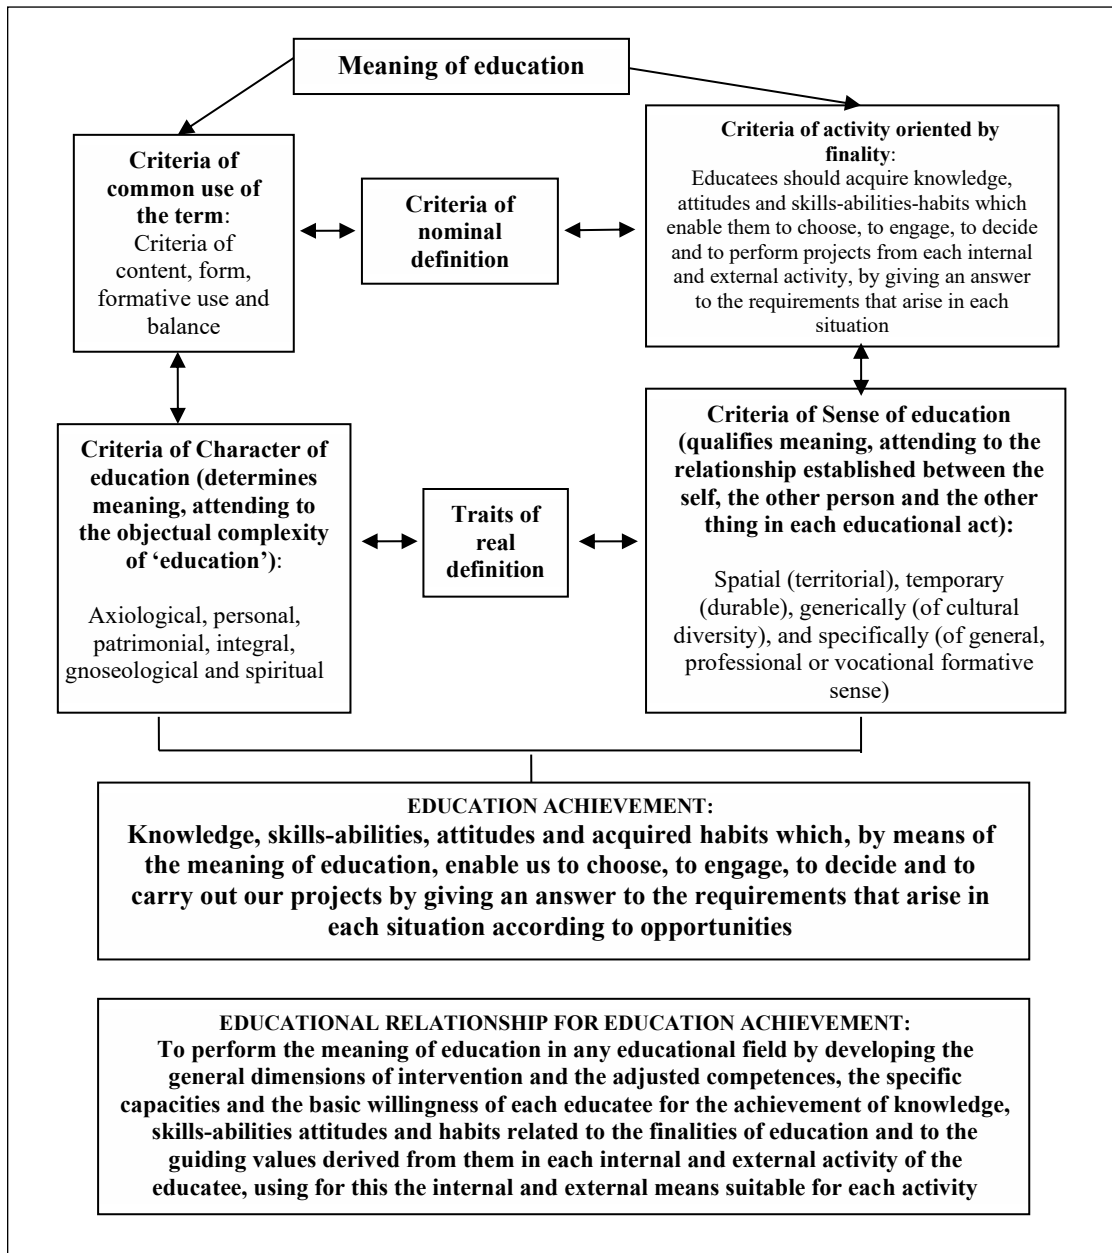 Meaning of education
Criteria of
common use of
the term:
Criteria of
content, form,
formative use and
balance
Criteria of
nominal
definition
Criteria of activity oriented by
finality:
Educatees should acquire knowledge,
attitudes and skills-abilities-habits which
enable them to choose, to engage, to decide
and to perform projects from each internal
and external activity, by giving an answer
to the requirements that arise in each
situation
Criteria of Character of
education (determines
meaning, attending to
the objectual complexity
of ‘education’):
Axiological, personal,
patrimonial, integral,
gnoseological and spiritual
Traits of
real
definition
Criteria of Sense of education
(qualifies meaning, attending to the
relationship established between the
self, the other person and the other
thing in each educational act):
Spatial (territorial), temporary
(durable), generically (of cultural
diversity), and specifically (of general,
professional or vocational formative
sense)
EDUCATION ACHIEVEMENT:
Knowledge, skills-abilities, attitudes and acquired habits which, by means of
the meaning of education, enable us to choose, to engage, to decide and to
carry out our projects by giving an answer to the requirements that arise in
each situation according to opportunities
EDUCATIONAL RELATIONSHIP FOR EDUCATION ACHIEVEMENT:
To perform the meaning of education in any educational field by developing the
general dimensions of intervention and the adjusted competences, the specific
capacities and the basic willingness of each educatee for the achievement of knowledge,
skills-abilities attitudes and habits related to the finalities of education and to the
guiding values derived from them in each internal and external activity of the
educatee, using for this the internal and external means suitable for each activity